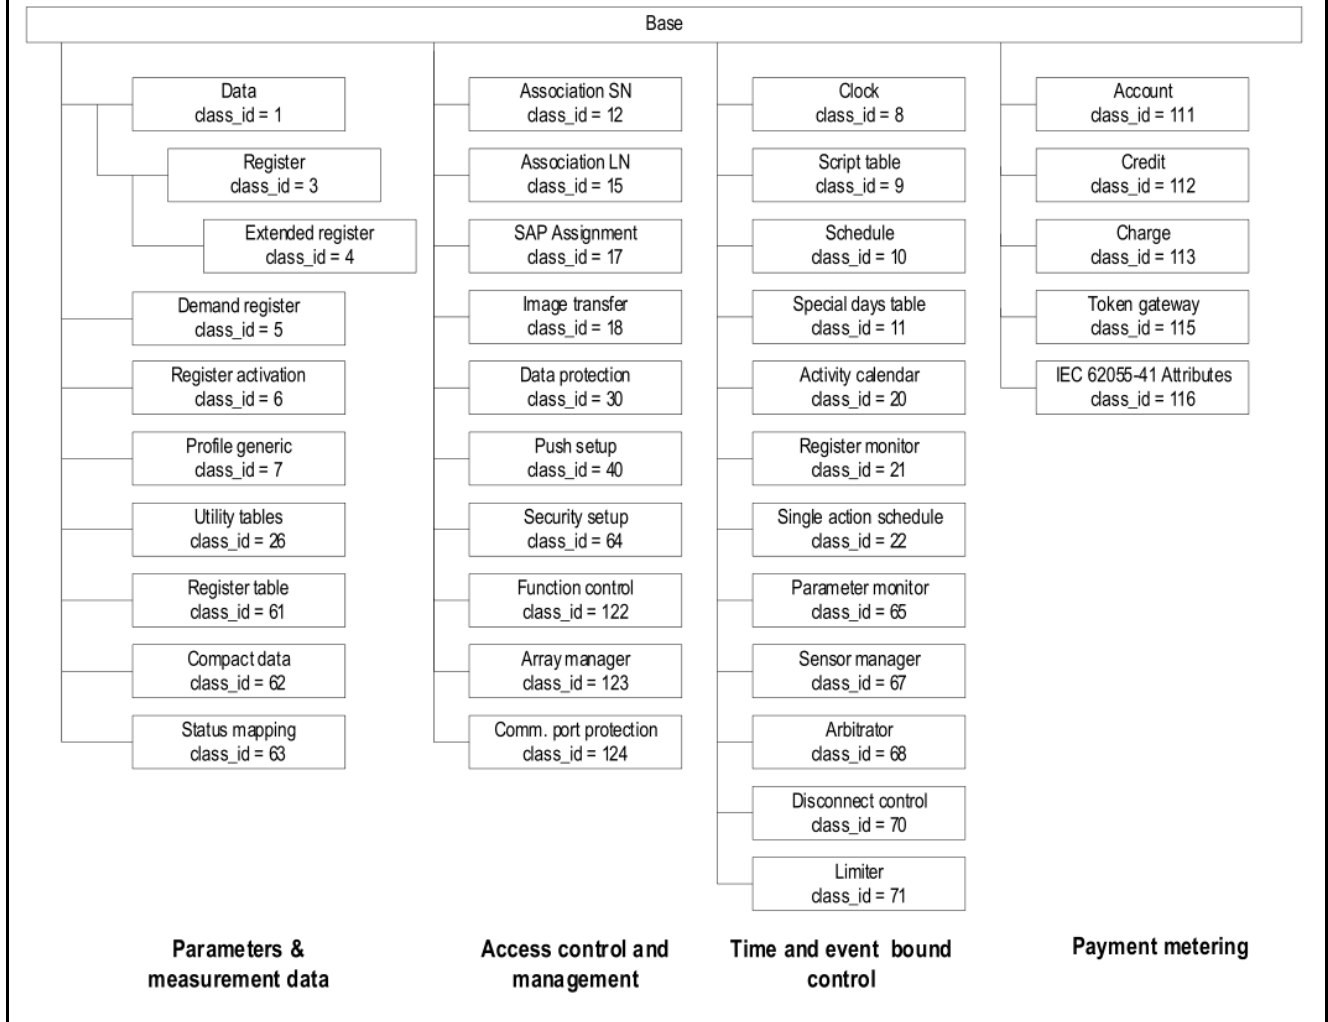 Base
Data
class_id = 1
Register
class_id = 3
Extended register
class_id = 4
Demand register
class_id = 5
Register activation
class_id = 6
Profile generic
class_id = 7
Utility tables
class_id = 26
Register table
class_id = 61
Compact data
class_id = 62
Status mapping
class_id = 63
Parameters &
measurement data
Association SN
class_id = 12
Association LN
class_id = 15
SAP Assignment
class_id = 17
Image transfer
class_id = 18
Data protection
class_id = 30
Push setup
class_id = 40
Security setup
class_id = 64
Function control
class_id = 122
Array manager
class_id = 123
Comm. port protection
class_id = 124
Access control and
management
Clock
class_id = 8
Script table
class_id = 9
Schedule
class_id = 10
Special days table
class_id = 11
Activity calendar
class_id = 20
Register monitor
class_id = 21
Single action schedule
class_id = 22
Parameter monitor
class_id = 65
Sensor manager
class_id = 67
Arbitrator
class_id = 68
Disconnect control
class_id = 70
Limiter
class_id = 71
Time and event bound
control
Account
class_id = 111
Credit
class_id = 112
Charge
class_id = 113
Token gateway
class_id = 115
IEC 62055-41 Attributes
class_id = 116
Payment metering